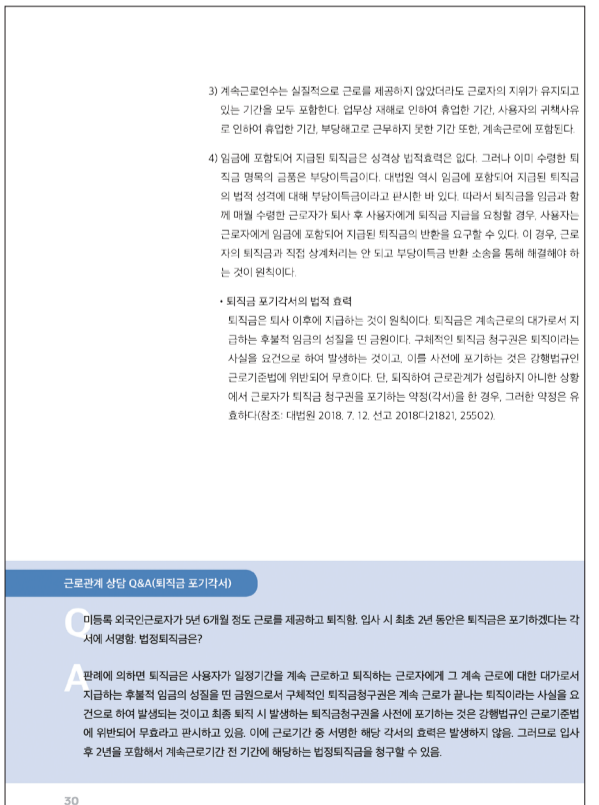 3) 계속근로연수는 실질적으로 근로를 제공하지 않았더라도 근로자의 지위가 유지되고
있는 기간을 모두 포함한다. 업무상 재해로 인하여 휴업한 기간, 사용자의 귀책사유
로 인하여 휴업한 기간, 부당해고로 근무하지 못한 기간 또한, 계속근로에 포함된다.
4) 임금에 포함되어 지급된 퇴직금은 성격상 법적효력은 없다. 그러나 이미 수령한 퇴
직금 명목의 금품은 부당이득금이다. 대법원 역시 임금에 포함되어 지급된 퇴직금
의 법적 성격에 대해 부당이득금이라고 판시한 바 있다. 따라서 퇴직금을 임금과 함
께 매월 수령한 근로자가 퇴사 후 사용자에게 퇴직금 지급을 요청할 경우, 사용자는
근로자에게 임금에 포함되어 지급된 퇴직금의 반환을 요구할 수 있다. 이 경우, 근로
자의 퇴직금과 직접 상계처리는 안 되고 부당이득금 반환 소송을 통해 해결해야 하
는 것이 원칙이다.
• 퇴직금 포기각서의 법적 효력
퇴직금은 퇴사 이후에 지급하는 것이 원칙이다. 퇴직금은 계속근로의 대가로서 지
급하는 후불적 임금의 성질을 띤 금원이다. 구체적인 퇴직금 청구권은 퇴직이라는
사실을 요건으로 하여 발생하는 것이고, 이를 사전에 포기하는 것은 강행법규인
근로기준법에 위반되어 무효이다. 단, 퇴직하여 근로관계가 성립하지 아니한 상황
에서 근로자가 퇴직금 청구권을 포기하는 약정(각서)을 한 경우, 그러한 약정은 유
효하다(참조: 대법원 2018. 7. 12. 선고 2018다21821, 25502).
근로관계 상담 Q&A(퇴직금 포기각서)
Q 미등록 외국인근로자가 5년 6개월 정도 근로를 제공하고 퇴직함. 입사 시 최초 2년 동안은 퇴직금은 포기하겠다는 각
서에 서명함. 법정퇴직금은?
A 판례에 의하면 퇴직금은 사용자가 일정기간을 계속 근로하고 퇴직하는 근로자에게 그 계속 근로에 대한 대가로서
지급하는 후불적 임금의 성질을 띤 금원으로서 구체적인 퇴직금청구권은 계속 근로가 끝나는 퇴직이라는 사실을 요
건으로 하여 발생되는 것이고 최종 퇴직 시 발생하는 퇴직금청구권을 사전에 포기하는 것은 강행법규인 근로기준법
에 위반되어 무효라고 판시하고 있음. 이에 근로기간 중 서명한 해당 각서의 효력은 발생하지 않음. 그러므로 입사
후 2년을 포함해서 계속근로기간 전 기간에 해당하는 법정퇴직금을 청구할 수 있음.
30